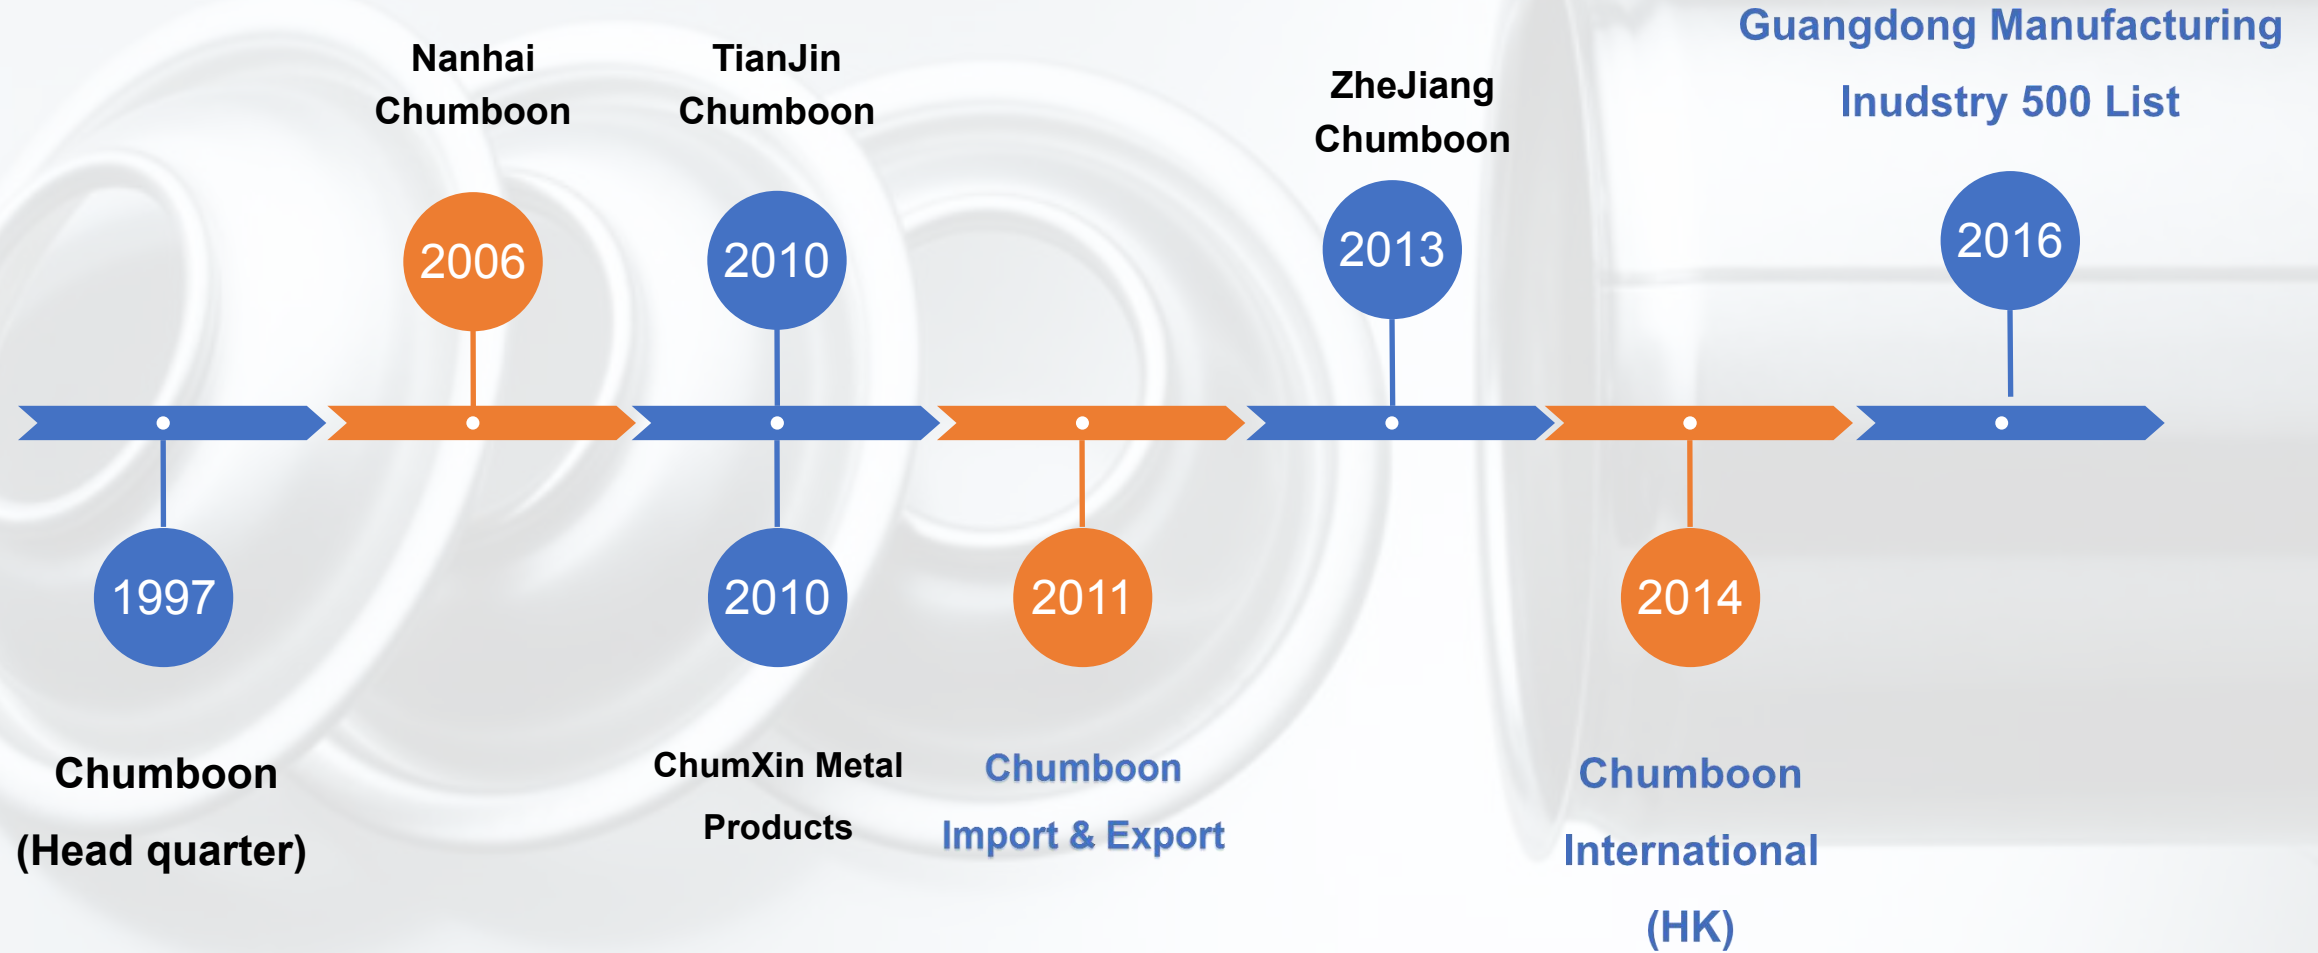 Nanhai
Chumboon
2006
TianJin
Chumboon
2010
ZheJiang
Chumboon
2013
Guangdong Manufacturing
Inudstry 500 List
2016
1997
Chumboon
(Head quarter)
2010
ChumXin Metal
Products
2011
Chumboon
Import & Export
2014
Chumboon
International
(HK)